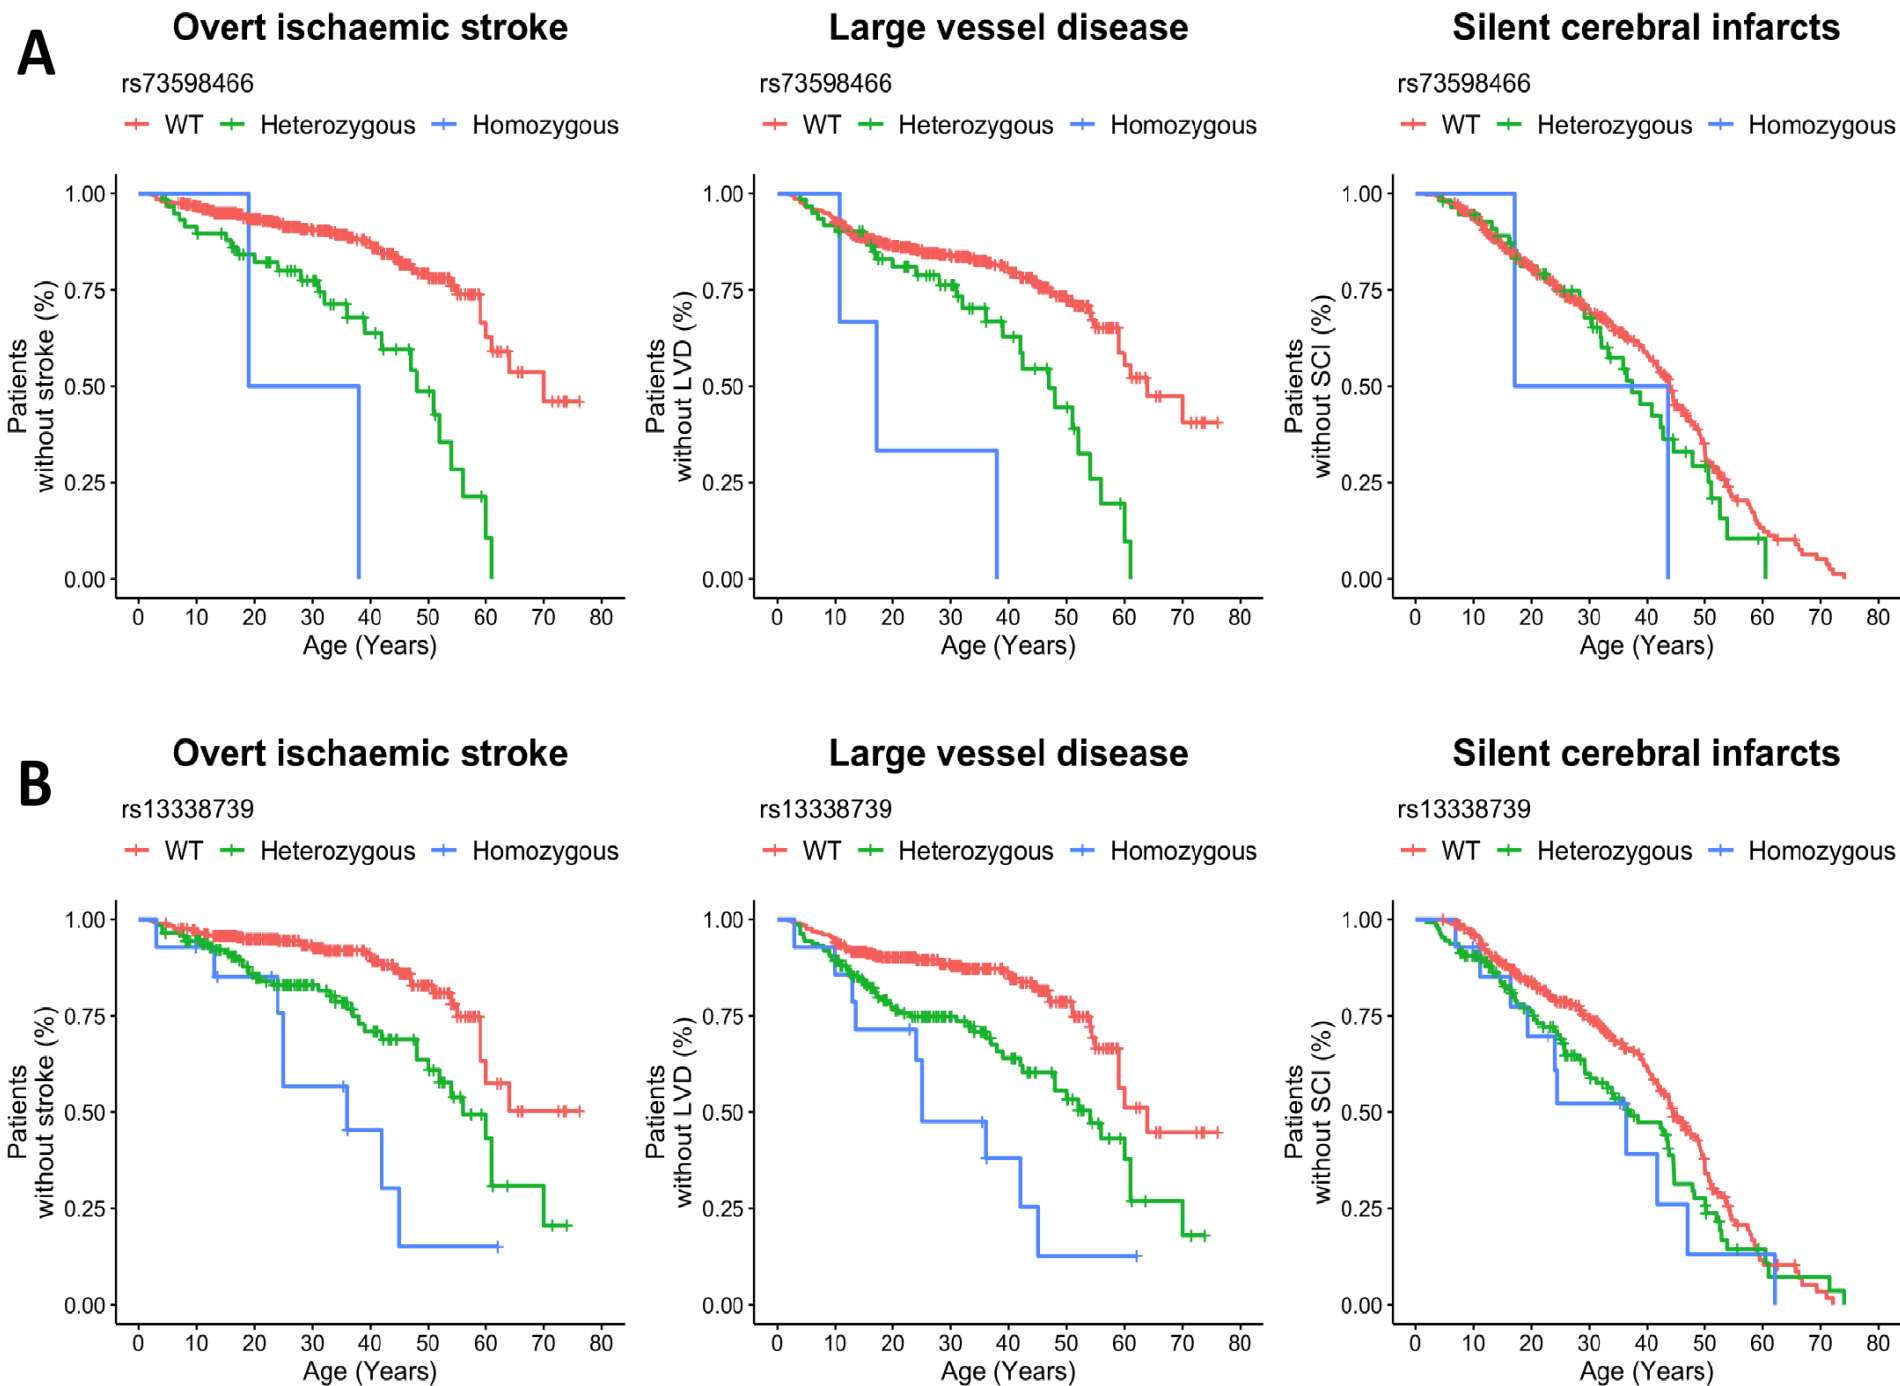 A
Overt ischaemic stroke
rs73598466
WT Heterozygous Homozygous
Patients
without stroke (%)
1.00
0.75
0.50
0.25
0.00
0 10 20 30 40 50 60 70 80
Age (Years)
Large vessel disease
rs73598466
WT Heterozygous Homozygous
Patients
without LVD (%)
1.00
0.75
0.50
0.25
0.00
0 10 20 30 40 50 60 70 80
Age (Years)
Silent cerebral infarcts
rs73598466
WT Heterozygous Homozygous
Patients
without SCI (%)
1.00
0.75
0.50
0.25
0.00
0 10 20 30 40 50 60 70 80
Age (Years)
B
Overt ischaemic stroke
rs13338739
WT Heterozygous Homozygous
Patients
without stroke (%)
1.00
0.75
0.50
0.25
0.00
0 10 20 30 40 50 60 70 80
Age (Years)
Large vessel disease
rs13338739
WT Heterozygous Homozygous
Patients
without LVD (%)
1.00
0.75
0.50
0.25
0.00
0 10 20 30 40 50 60 70 80
Age (Years)
Silent cerebral infarcts
rs13338739
WT Heterozygous Homozygous
Patients
without SCI (%)
1.00
0.75
0.50
0.25
0.00
0 10 20 30 40 50 60 70 80
Age (Years)